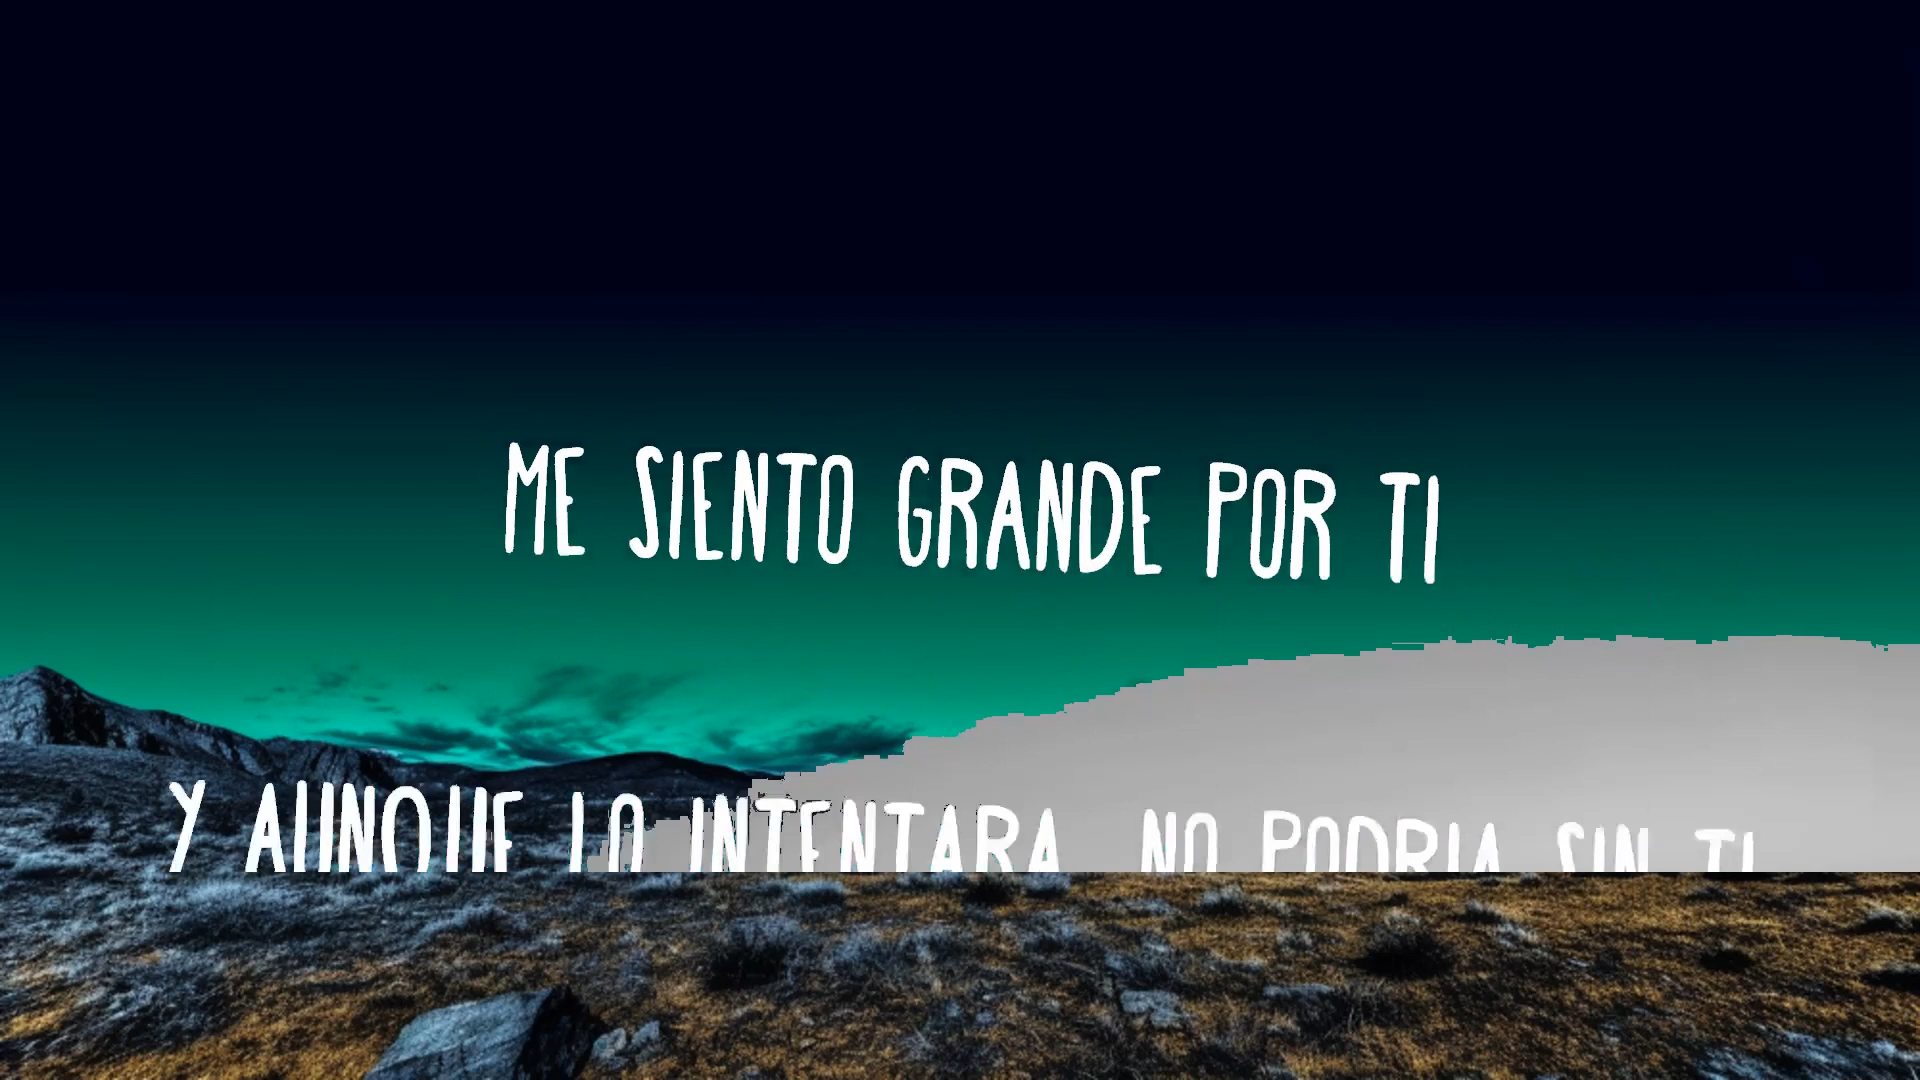 ME SIENTO GRANDE POR TI
Y AUNQUE LO INTENTARA NO PODRIA SIN TI